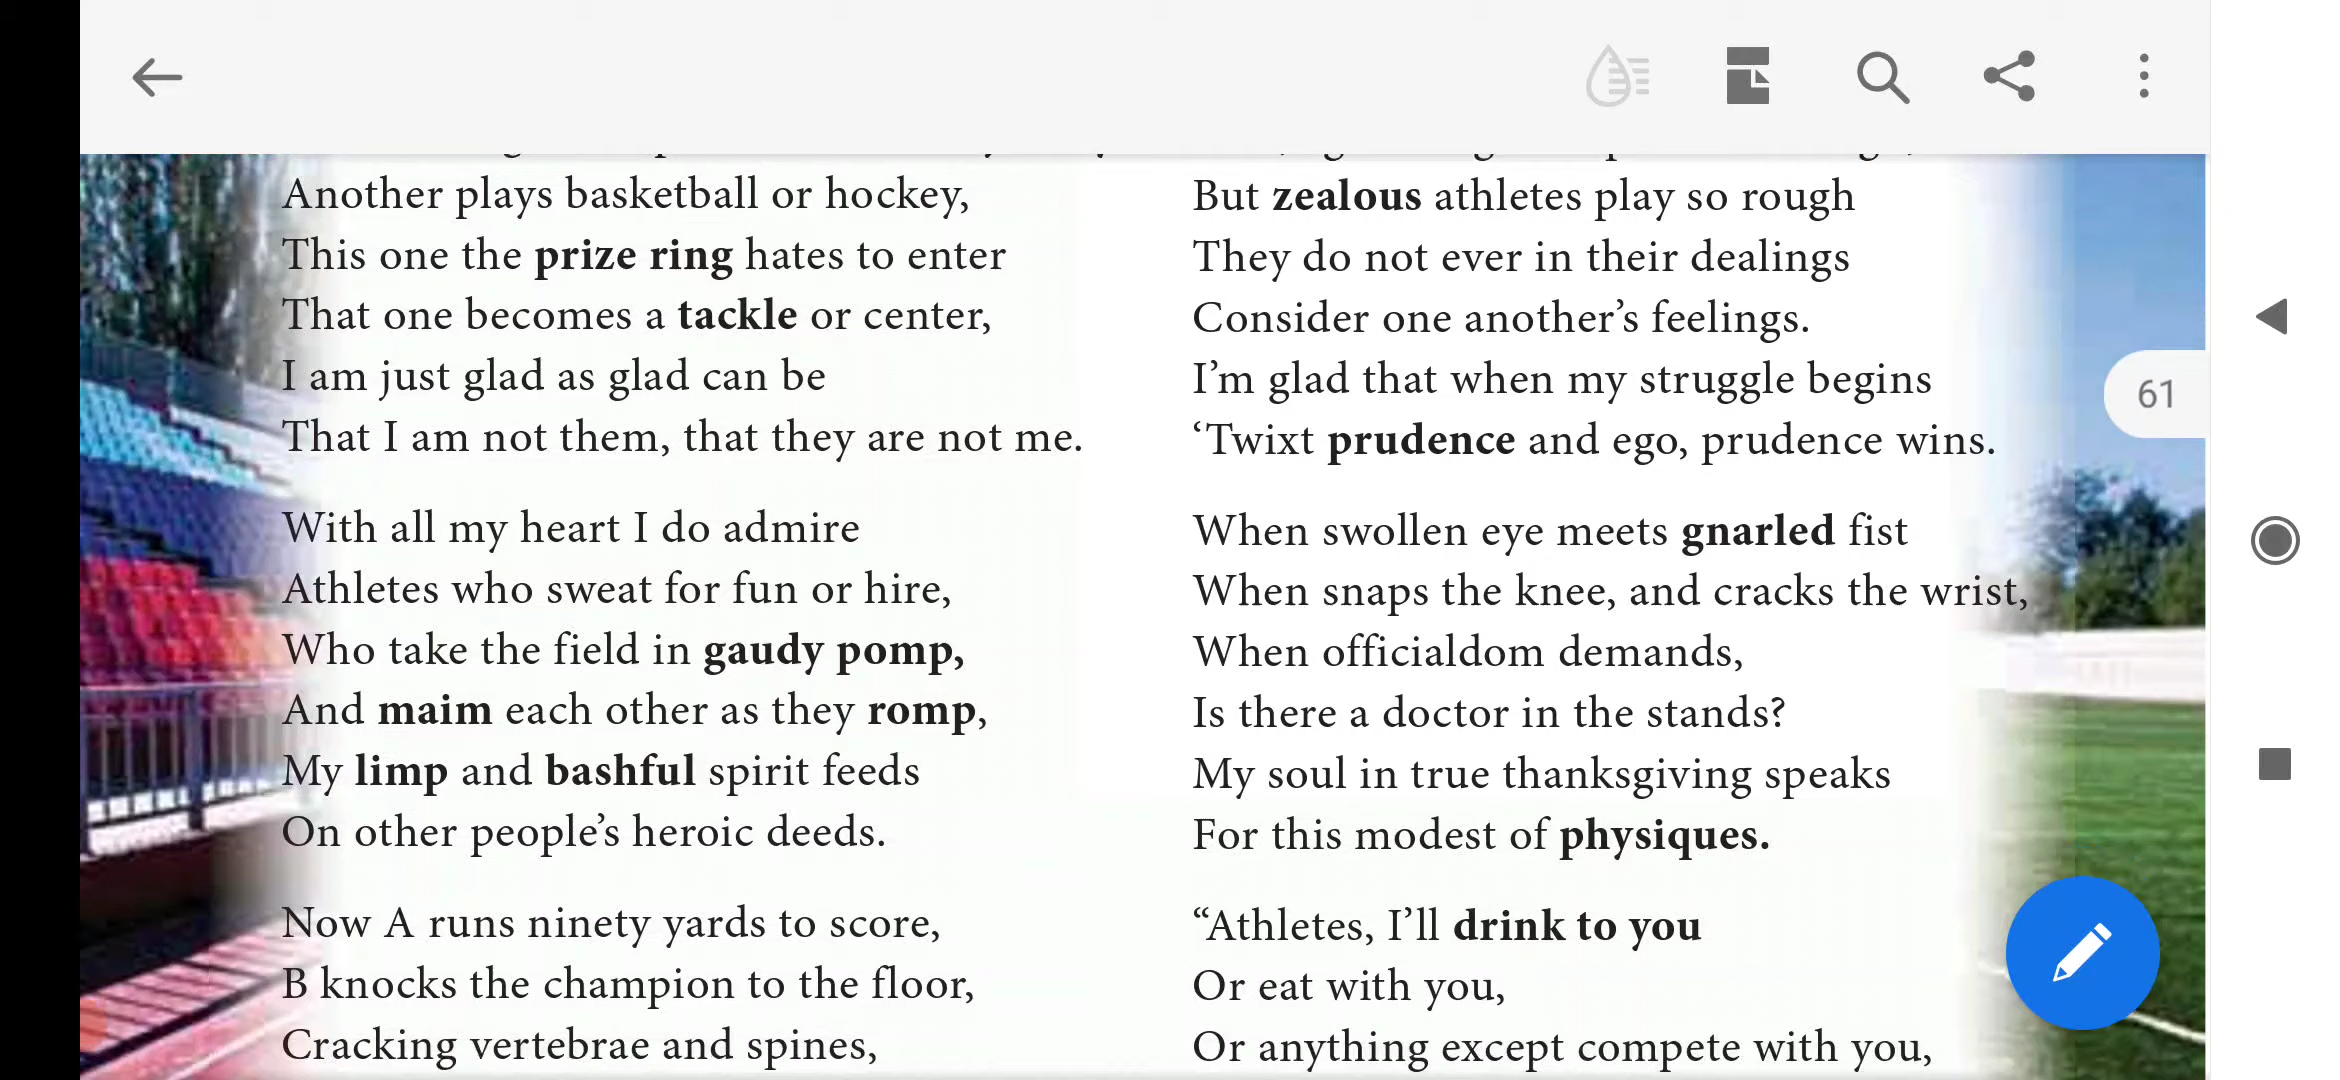 Another plays basketball or hockey,
This one the prize ring hates to enter
That one becomes a tackle or center,
I am just glad as glad can be
That I am not them, that they are not me.
With all my heart I do admire
Athletes who sweat for fun or hire,
Who take the field in gaudy pomp,
And maim each other as they romp,
My limp and bashful spirit feeds
On other people’s heroic deeds.
Now A runs ninety yards to score,
B knocks the champion to the floor,
Cracking vertebrae and spines,
But zealous athletes play so rough
They do not ever in their dealings
Consider one another’s feelings.
I’m glad that when my struggle begins
‘Twixt prudence and ego, prudence wins.
When swollen eye meets gnarled fist
When snaps the knee, and cracks the wrist,
When officialdom demands,
Is there a doctor in the stands?
My soul in true thanksgiving speaks
For this modest of physiques.
“Athletes, I’ll drink to you
Or eat with you,
Or anything except compete with you,
61